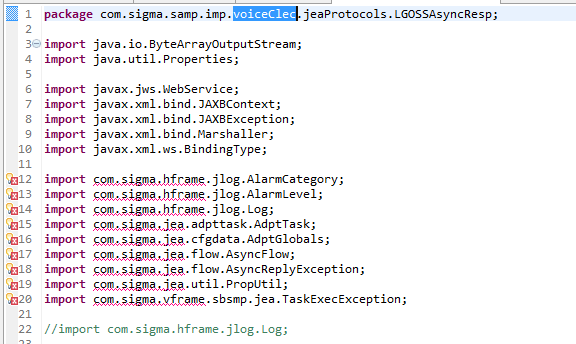 1 package com.sigma.samp.imp.voiceClec.jeaProtocols.LGOSSAsyncResp;
2
3 import java.io.ByteArrayOutputStream;
4 import java.util.Properties;
5
6 import javax.jws.WebService;
7 import javax.xml.bind.JAXBContext;
8 import javax.xml.bind.JAXBException;
9 import javax.xml.bind.Marshaller;
10 import javax.xml.ws.BindingType;
11
12 import com.sigma.hframe.jlog.AlarmCategory;
13 import com.sigma.hframe.jlog.AlarmLevel;
14 import com.sigma.hframe.jlog.Log;
15 import com.sigma.jea.adpttask.AdptTask;
16 import com.sigma.jea.cfgdata.AdptGlobals;
17 import com.sigma.jea.flow.AsyncFlow;
18 import com.sigma.jea.flow.AsyncReplyException;
19 import com.sigma.jea.util.PropUtil;
20 import com.sigma.vframe.sbsmp.jea.TaskExecException;
21
22 //import com.sigma.hframe.jlog.Log;
23